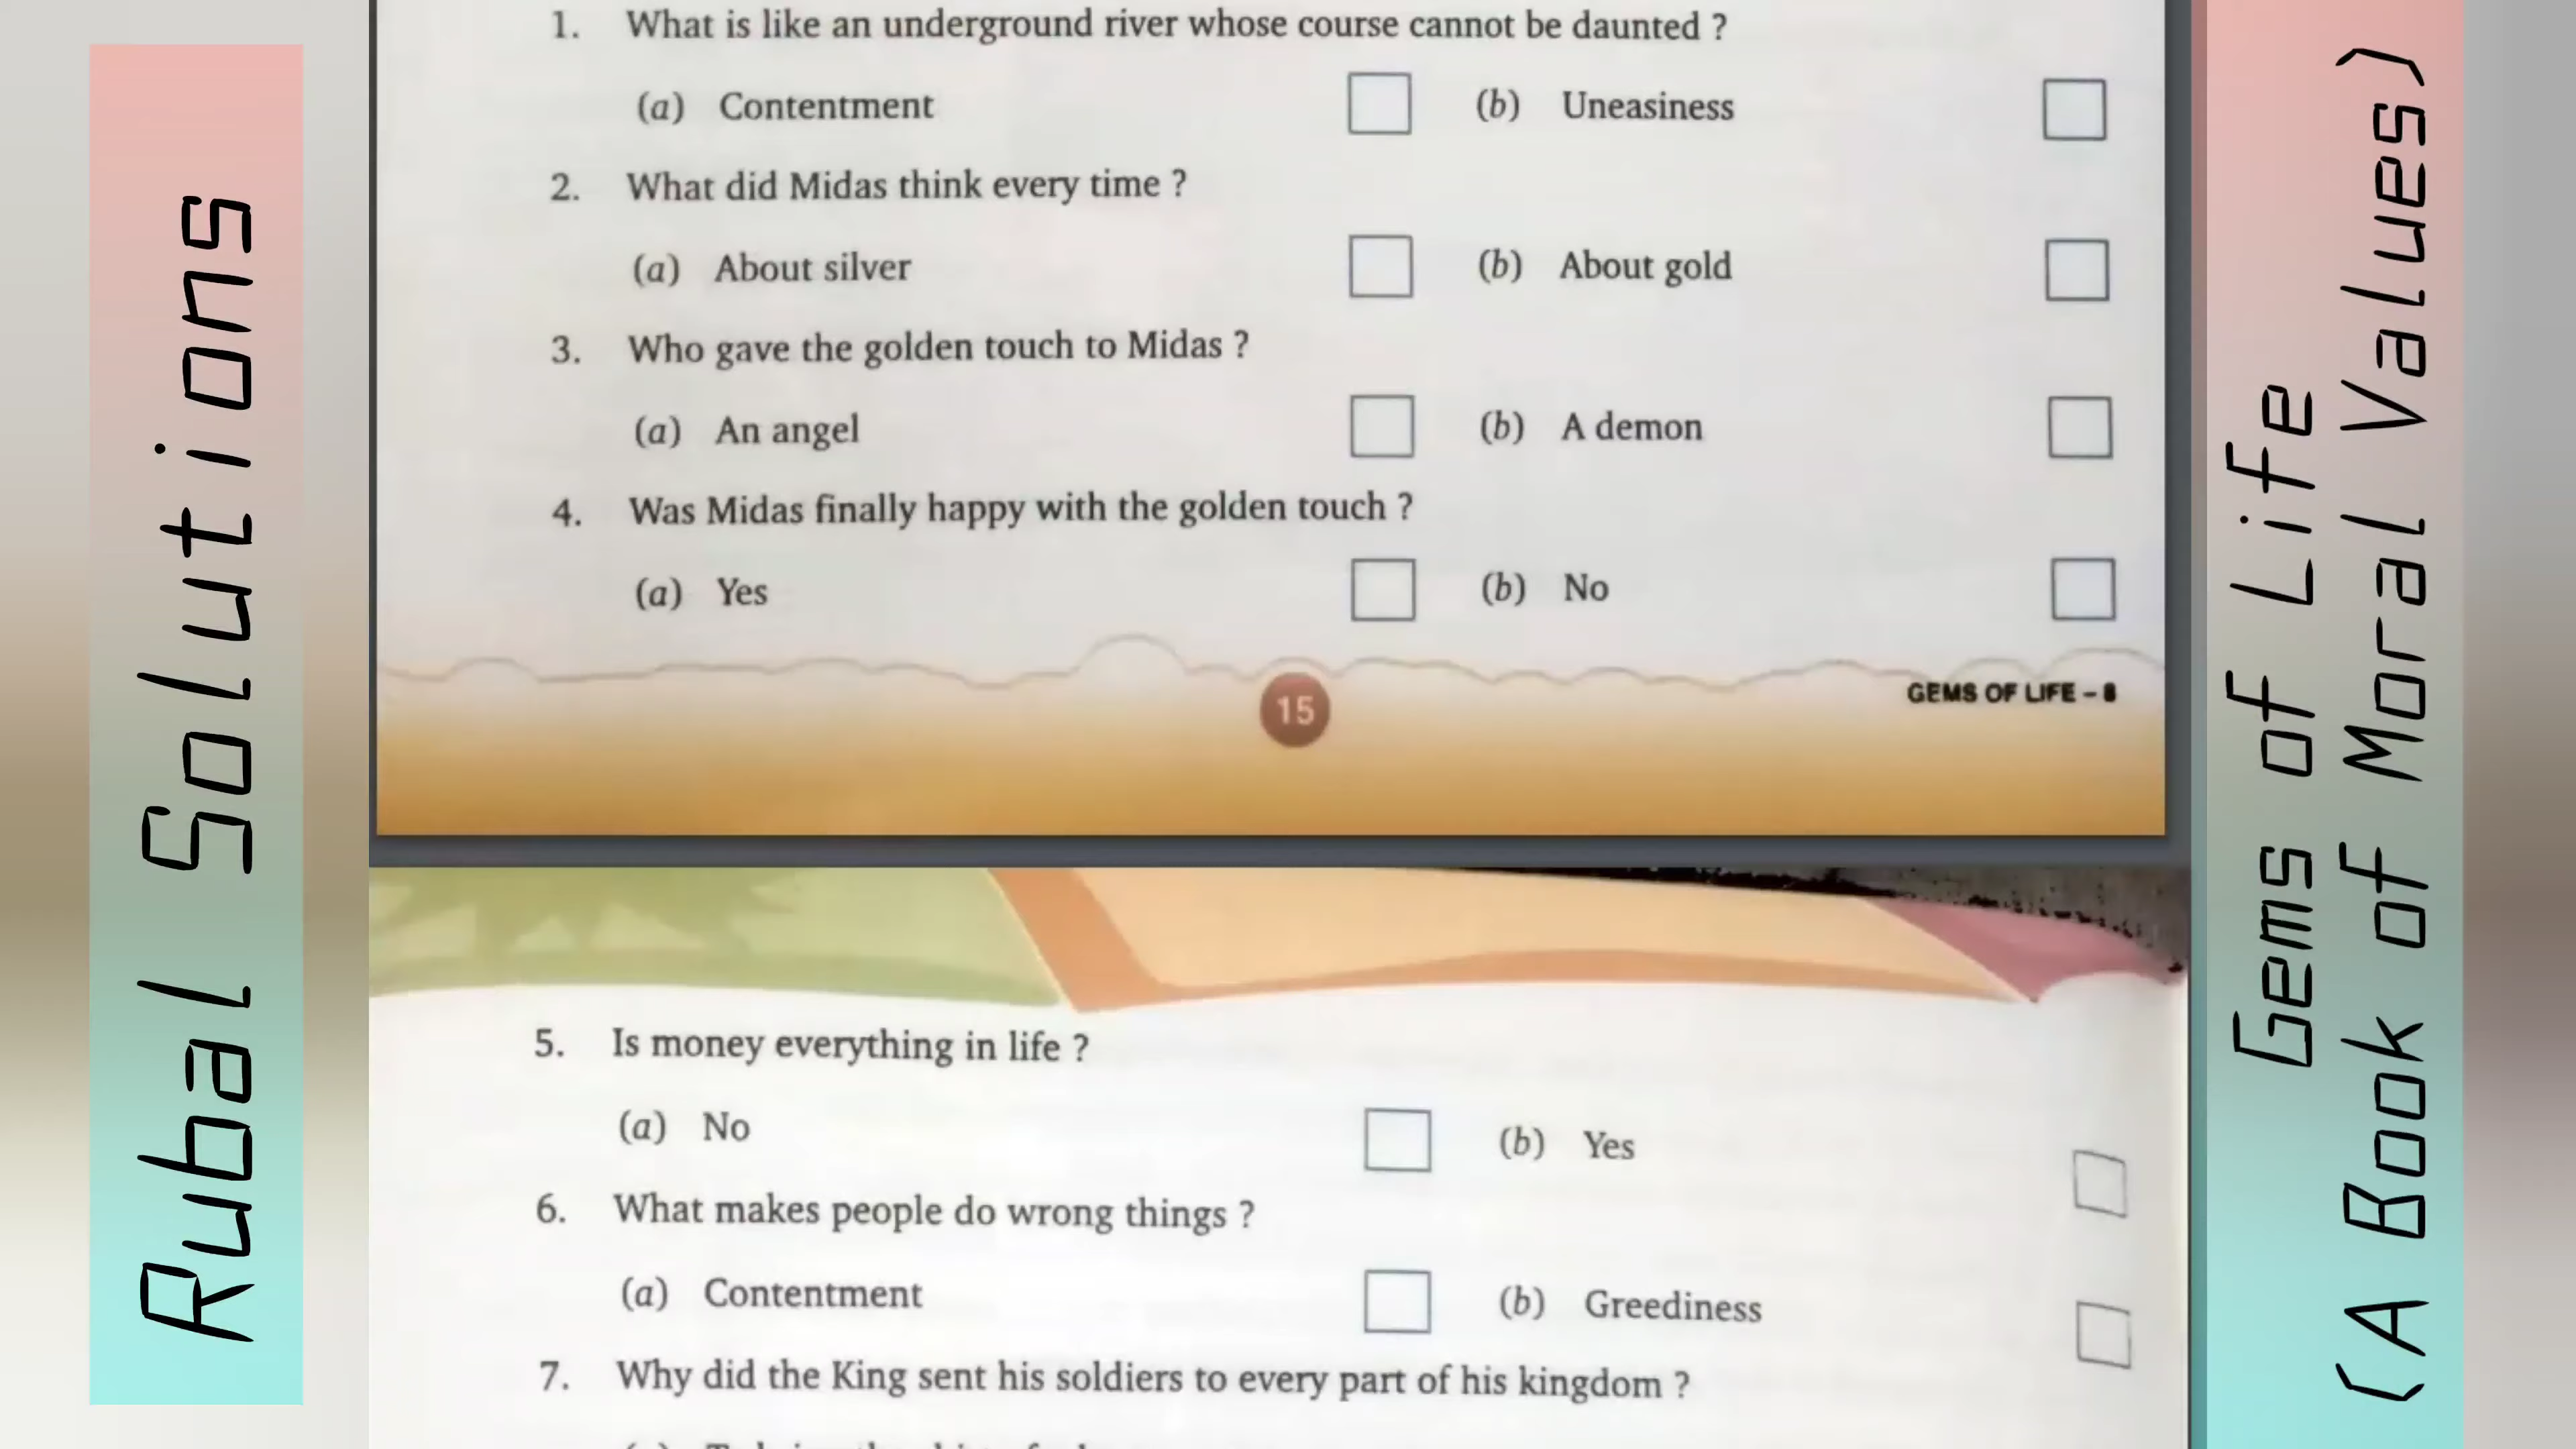 Rubal Solutions
1. What is like an underground river whose course cannot be daunted ?
(a) Contentment (b) Uneasiness
2. What did Midas think every time ?
(a) About silver (b) About gold
3. Who gave the golden touch to Midas ?
(a) An angel (b) A demon
4. Was Midas finally happy with the golden touch ?
(a) Yes (b) No
15
GEMS OF LIFE – 8
5. Is money everything in life ?
(a) No (b) Yes
6. What makes people do wrong things ?
(a) Contentment (b) Greediness
7. Why did the King sent his soldiers to every part of his kingdom ?
Gems of Life
(A Book of Moral Values)